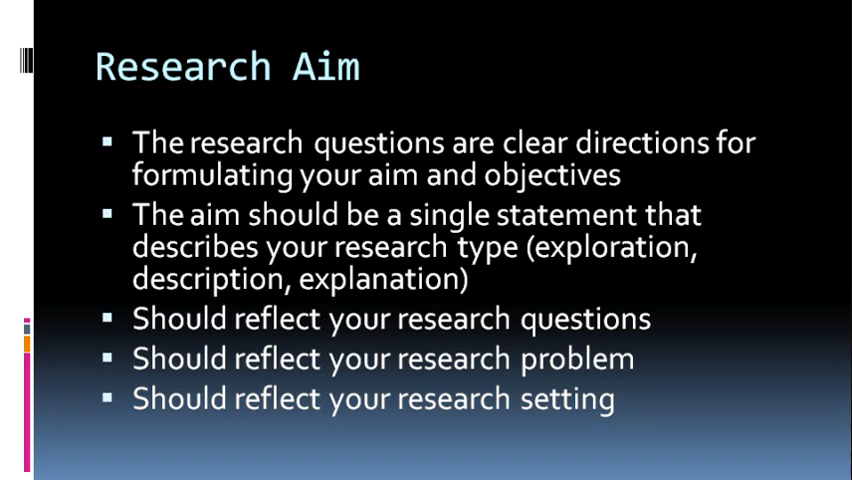 Research Aim
▪ The research questions are clear directions for
formulating your aim and objectives
▪ The aim should be a single statement that
describes your research type (exploration,
description, explanation)
▪ Should reflect your research questions
▪ Should reflect your research problem
▪ Should reflect your research setting